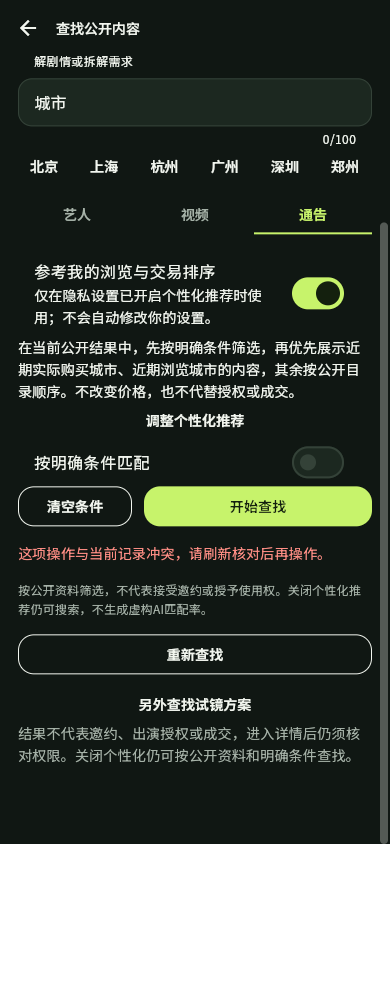 查找公开内容
解剧情或拆解需求
城市
0/100
北京 上海 杭州 广州 深圳 郑州
艺人 视频 通告
参考我的浏览与交易排序
仅在隐私设置已开启个性化推荐时使
用；不会自动修改你的设置。
在当前公开结果中，先按明确条件筛选，再优先展示近
期实际购买城市、近期浏览城市的内容，其余按公开目
录顺序。不改变价格，也不代替授权或成交。
调整个性化推荐
按明确条件匹配
清空条件 开始查找
这项操作与当前记录冲突，请刷新核对后再操作。
按公开资料筛选，不代表接受邀约或授予使用权。关闭个性化推
荐仍可搜索，不生成虚构AI匹配率。
重新查找
另外查找试镜方案
结果不代表邀约、出演授权或成交，进入详情后仍须核
对权限。关闭个性化仍可按公开资料和明确条件查找。